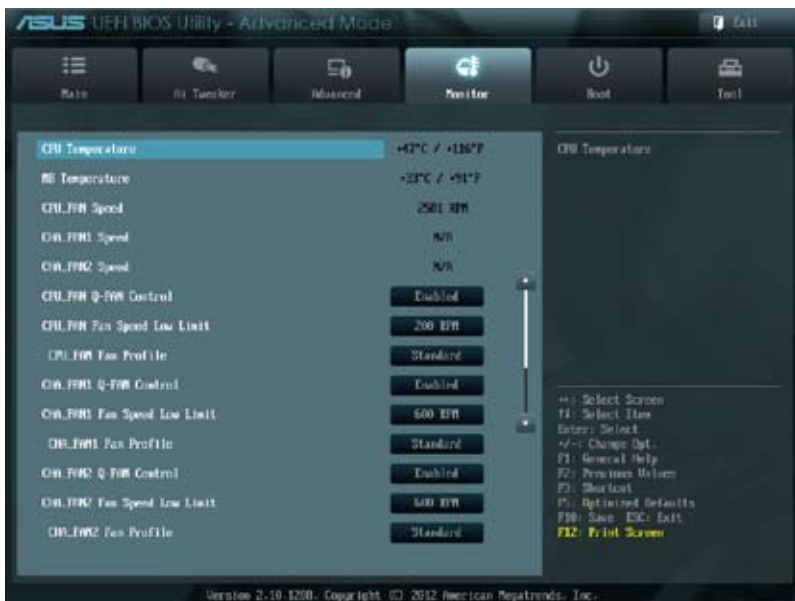 ASUS UEFI BIOS Utility - Advanced Mode
Exit
Main
Ai Tweaker
Advanced
Monitor
Boot
Tool
CPU Temperature +47°C / +116°F
MB Temperature +33°C / +91°F
CPU_FAN Speed 2501 RPM
CHA_FAN1 Speed N/A
CHA_FAN2 Speed N/A
CPU_FAN Q-FAN Control Enabled
CPU_FAN Fan Speed Low Limit 200 RPM
CPU_FAN Fan Profile Standard
CHA_FAN1 Q-FAN Control Enabled
CHA_FAN1 Fan Speed Low Limit 600 RPM
CHA_FAN1 Fan Profile Standard
CHA_FAN2 Q-FAN Control Enabled
CHA_FAN2 Fan Speed Low Limit 600 RPM
CHA_FAN2 Fan Profile Standard
CPU Temperature
→←: Select Screen
↑↓: Select Item
Enter: Select
+/-: Change Opt.
F1: General Help
F2: Previous Values
F3: Shortcut
F5: Optimized Defaults
F10: Save ESC: Exit
F12: Print Screen
Version 2.10.1208. Copyright (C) 2012 American Megatrends, Inc.